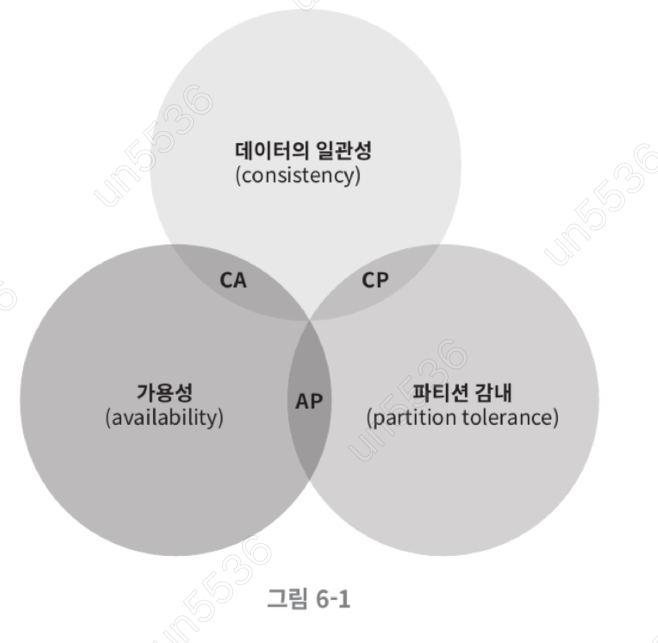 데이터의 일관성
(consistency)
CA
CP
가용성
(availability)
AP
파티션 감내
(partition tolerance)
그림 6-1
un5536
un5536
un5536
un5536